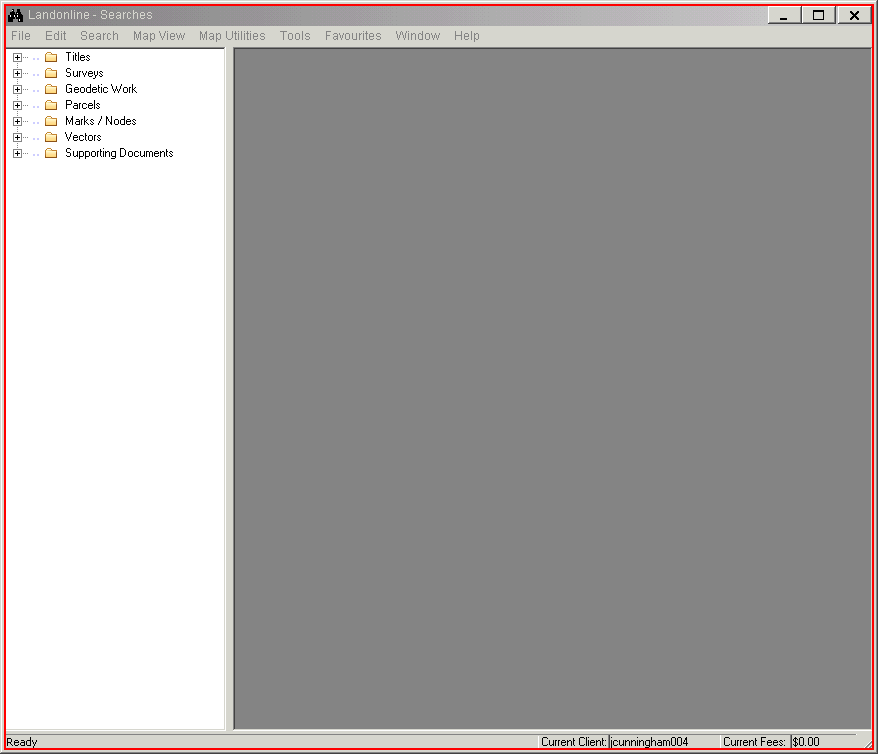 Landonline - Searches
File Edit Search Map View Map Utilities Tools Favourites Window Help
Titles
Surveys
Geodetic Work
Parcels
Marks / Nodes
Vectors
Supporting Documents
Ready Current Client: jcunningham004 Current Fees: $0.00